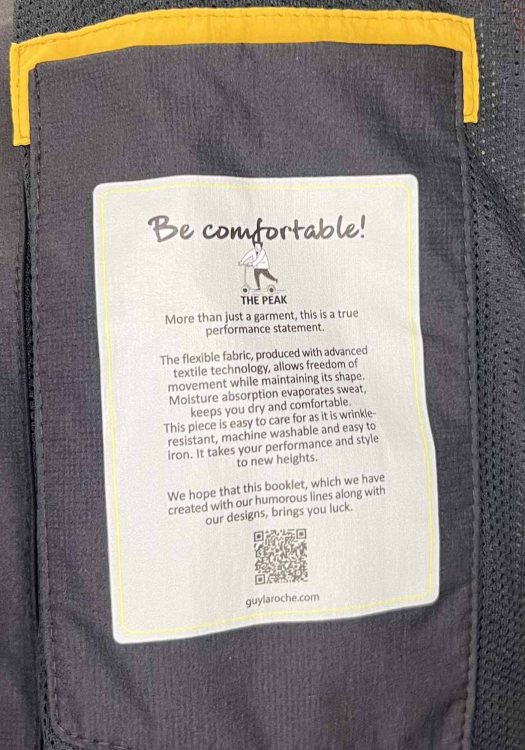 Be comfortable!
THE PEAK
More than just a garment, this is a true
performance statement.
The flexible fabric, produced with advanced
textile technology, allows freedom of
movement while maintaining its shape.
Moisture absorption evaporates sweat,
keeps you dry and comfortable.
This piece is easy to care for as it is wrinkle-
resistant, machine washable and easy to
iron. It takes your performance and style
to new heights.
We hope that this booklet, which we have
created with our humorous lines along with
our designs, brings you luck.
guylaroche.com